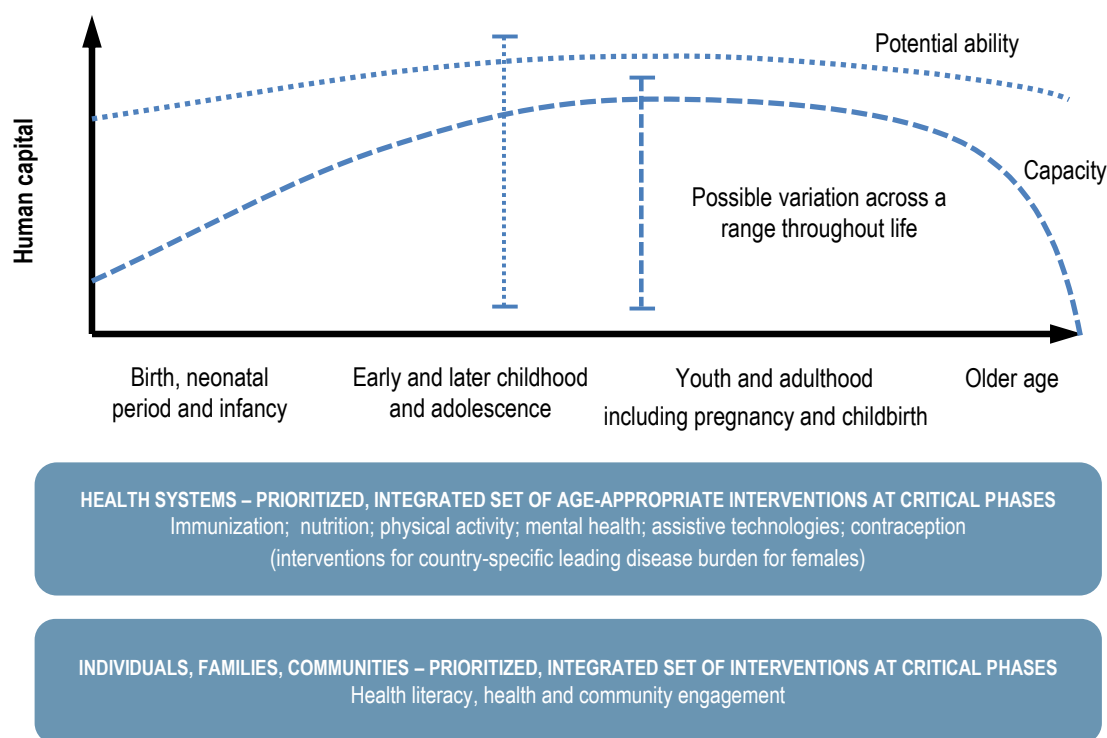 Potential ability
Human capital
Capacity
Possible variation across a
range throughout life
Birth, neonatal
period and infancy
Early and later childhood
and adolescence
Youth and adulthood
including pregnancy and childbirth
Older age
HEALTH SYSTEMS – PRIORITIZED, INTEGRATED SET OF AGE-APPROPRIATE INTERVENTIONS AT CRITICAL PHASES
Immunization; nutrition; physical activity; mental health; assistive technologies; contraception
(interventions for country-specific leading disease burden for females)
INDIVIDUALS, FAMILIES, COMMUNITIES – PRIORITIZED, INTEGRATED SET OF INTERVENTIONS AT CRITICAL PHASES
Health literacy, health and community engagement